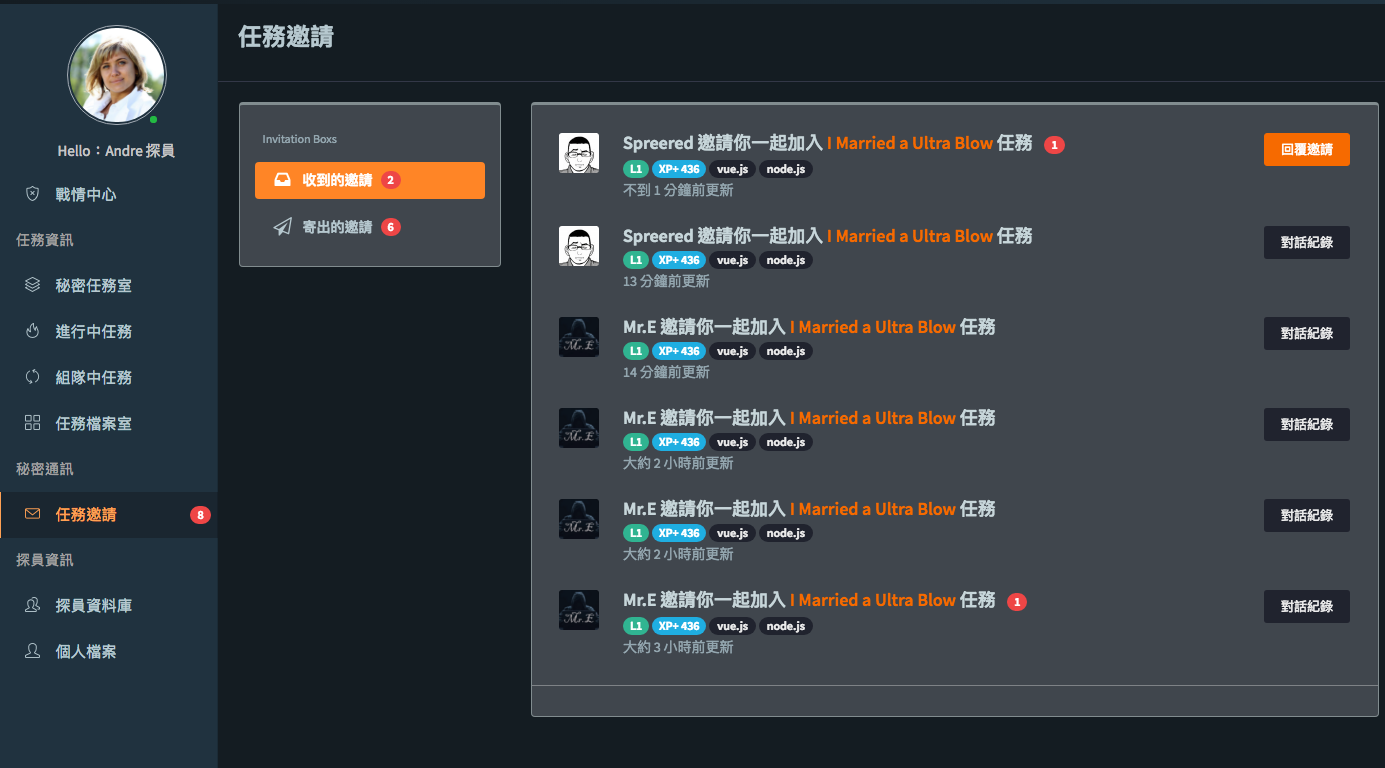 Hello：Andre 探員
戰情中心
任務資訊
秘密任務室
進行中任務
組隊中任務
任務檔案室
秘密通訊
任務邀請 8
探員資訊
探員資料庫
個人檔案
任務邀請
Invitation Boxs
收到的邀請 2
寄出的邀請 6
Spreered 邀請你一起加入 I Married a Ultra Blow 任務 1
回覆邀請
L1 XP+ 436 vue.js node.js
不到 1 分鐘前更新
Spreered 邀請你一起加入 I Married a Ultra Blow 任務
對話紀錄
L1 XP+ 436 vue.js node.js
13 分鐘前更新
M.E
Mr.E 邀請你一起加入 I Married a Ultra Blow 任務
對話紀錄
L1 XP+ 436 vue.js node.js
14 分鐘前更新
M.E
Mr.E 邀請你一起加入 I Married a Ultra Blow 任務
對話紀錄
L1 XP+ 436 vue.js node.js
大約 2 小時前更新
M.E
Mr.E 邀請你一起加入 I Married a Ultra Blow 任務
對話紀錄
L1 XP+ 436 vue.js node.js
大約 2 小時前更新
M.E
Mr.E 邀請你一起加入 I Married a Ultra Blow 任務 1
對話紀錄
L1 XP+ 436 vue.js node.js
大約 3 小時前更新